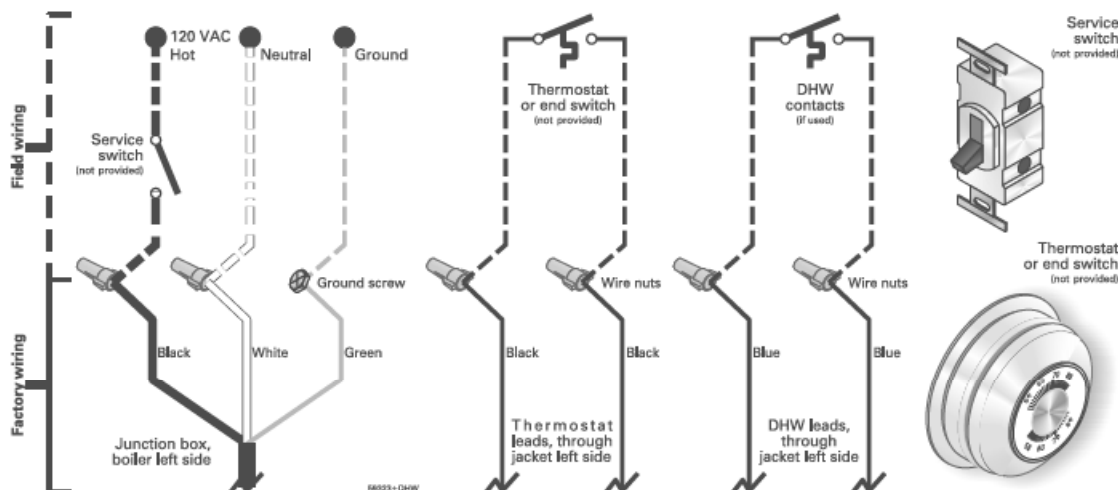 120 VAC
Hot
Neutral
Ground
Thermostat
or end switch
(not provided)
DHW
contacts
(if used)
Service
switch
(not provided)
Field wiring
Service
switch
(not provided)
Thermostat
or end switch
(not provided)
Ground screw
Wire nuts
Wire nuts
Factory wiring
Black
White
Green
Black
Black
Blue
Blue
Junction box,
boiler left side
Thermostat
leads, through
jacket left side
DHW leads,
through
jacket left side